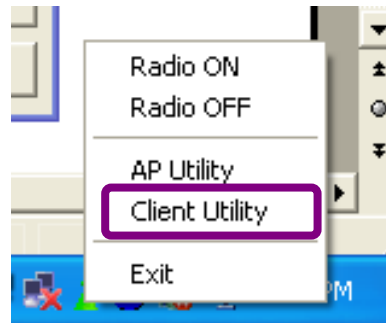 Radio ON
Radio OFF
AP Utility
Client Utility
Exit
PM